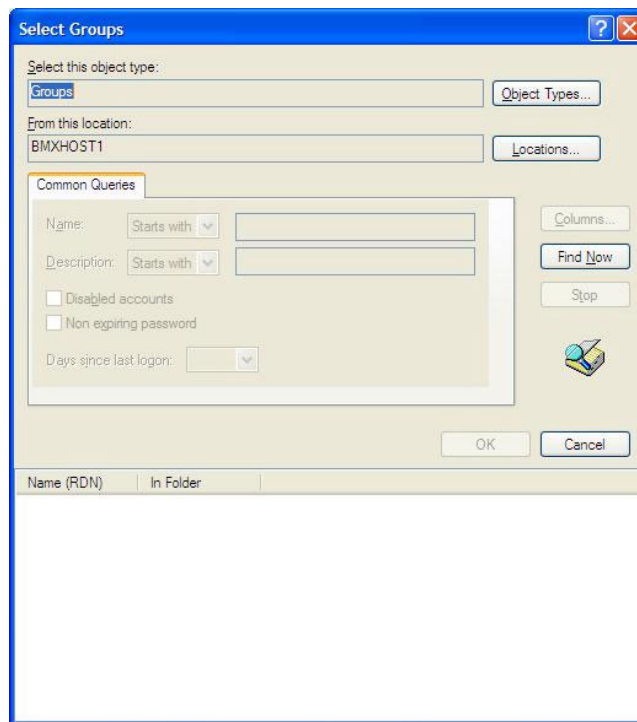 Select Groups
?
X
Select this object type:
Groups
Object Types...
From this location:
BMXHOST1
Locations...
Common Queries
Name:
Starts with
Columns...
Description:
Starts with
Find Now
Disabled accounts
Stop
Non expiring password
Days since last logon:
OK
Cancel
Name (RDN)
In Folder